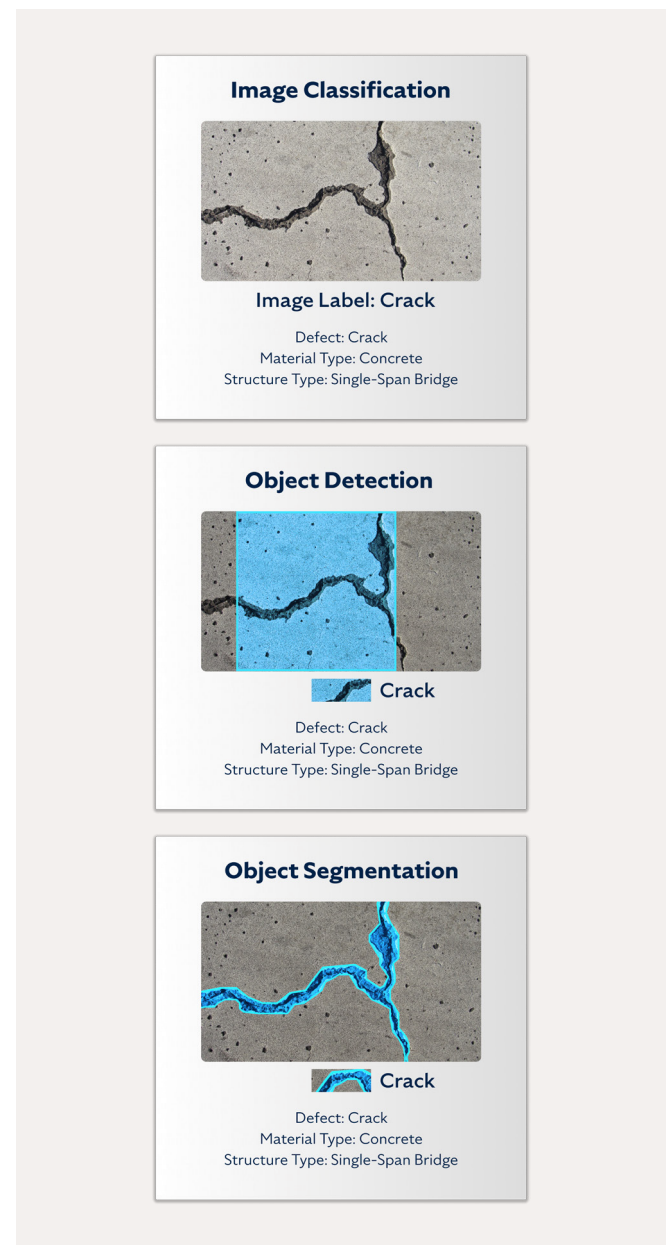 Image Classification
Image Label: Crack
Defect: Crack
Material Type: Concrete
Structure Type: Single-Span Bridge
Object Detection
Crack
Defect: Crack
Material Type: Concrete
Structure Type: Single-Span Bridge
Object Segmentation
Crack
Defect: Crack
Material Type: Concrete
Structure Type: Single-Span Bridge